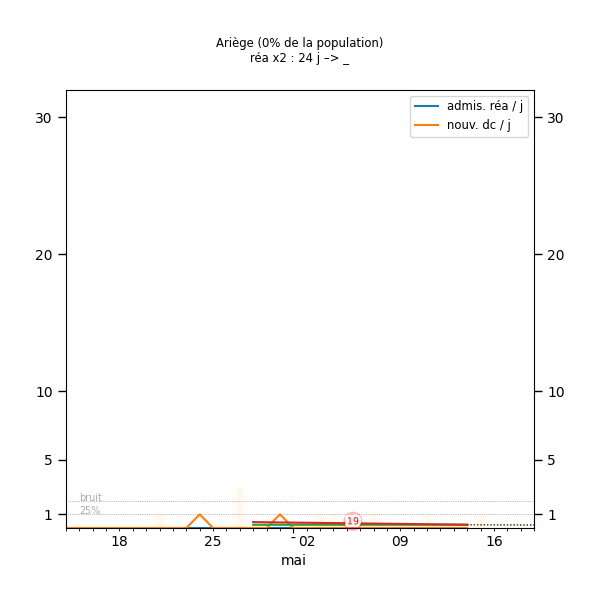 Ariège (0% de la population)
réa x2 : 24 j –> _
admis. réa / j
nouv. dc / j
30 30
20 20
10 10
5 5
bruit
25%
1 1
19
18 25 02 09 16
mai